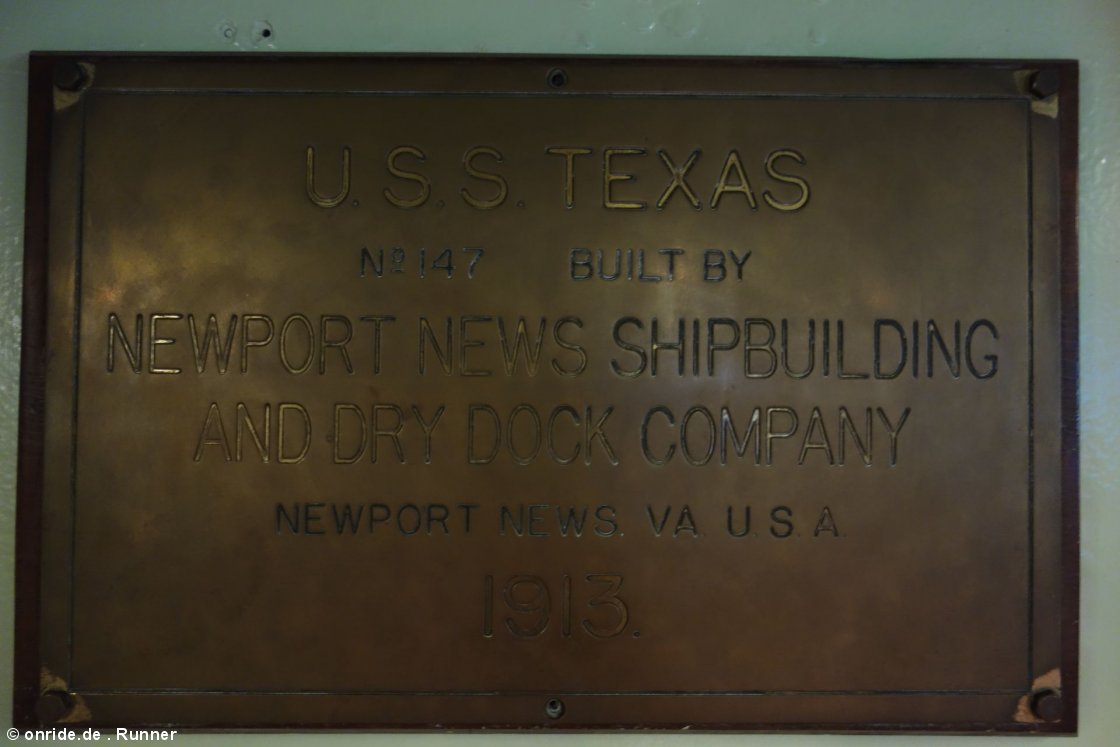 U.S.S. TEXAS
Nº 147 BUILT BY
NEWPORT NEWS SHIPBUILDING
AND DRY DOCK COMPANY
NEWPORT NEWS. VA. U.S.A.
1913.
© onride.de . Runner